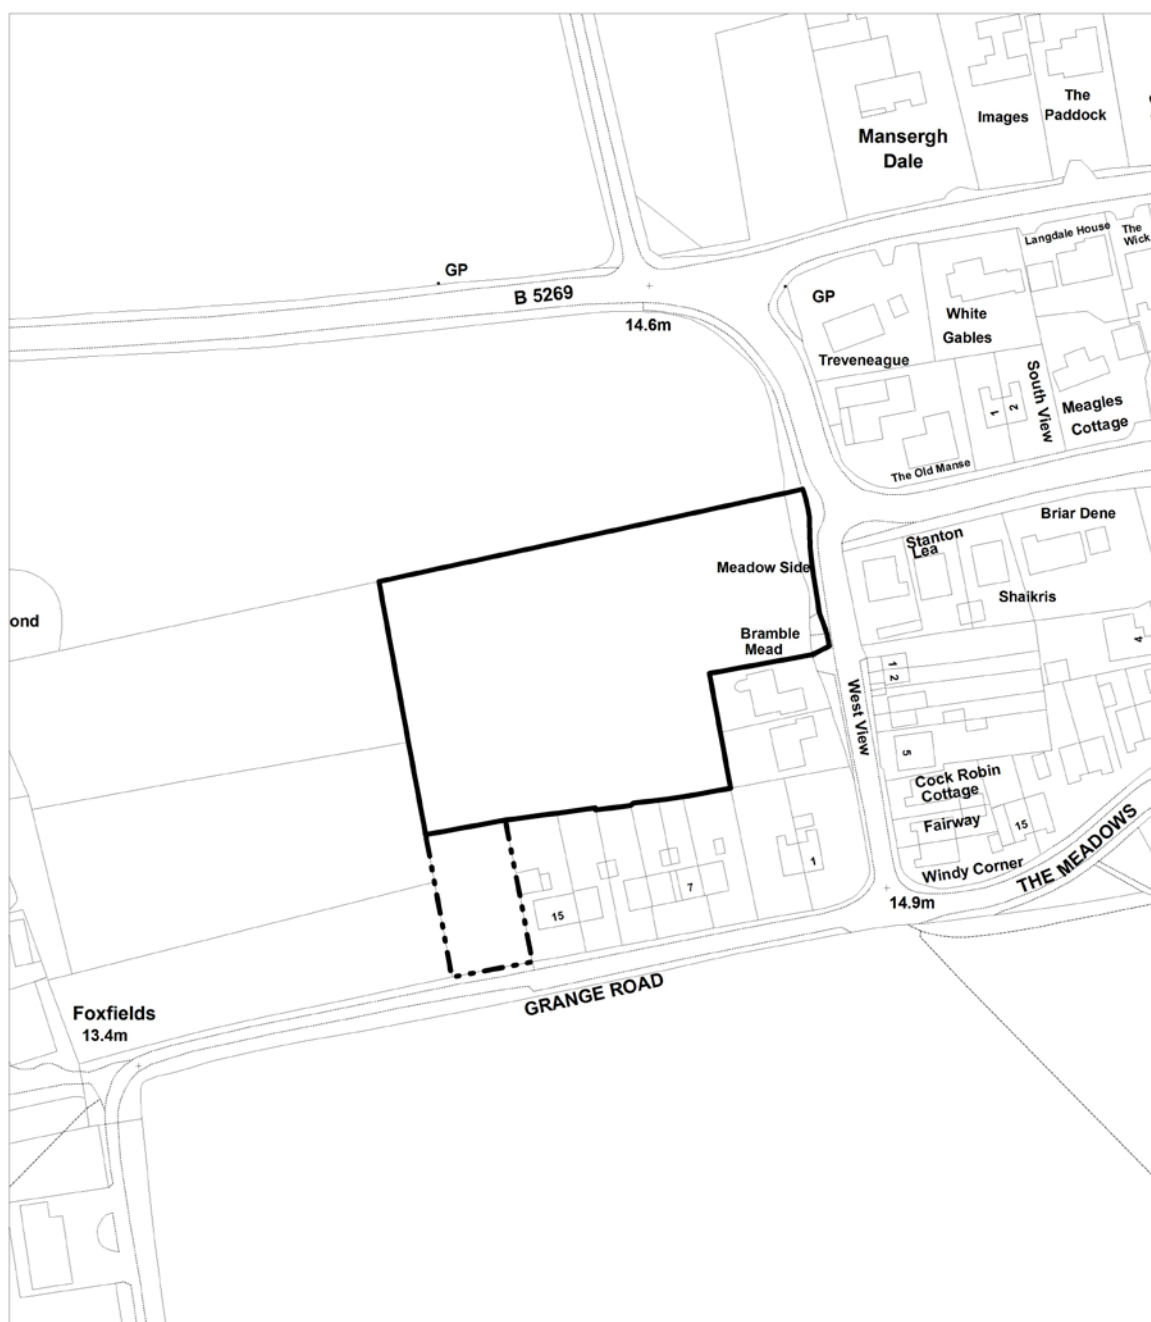 The
Paddock
Images
Mansergh
Dale
Langdale House
The
Wick
GP
B 5269
GP
14.6m
White
Gables
Treveneague
South View
1
2
Meagles
Cottage
The Old Manse
Briar Dene
Stanton
Lea
Meadow Side
Shaikris
ond
Bramble
Mead
4
1
2
West View
5
Cock Robin
Cottage
Fairway
15
THE MEADOWS
1
Windy Corner
7
14.9m
15
GRANGE ROAD
Foxfields
13.4m